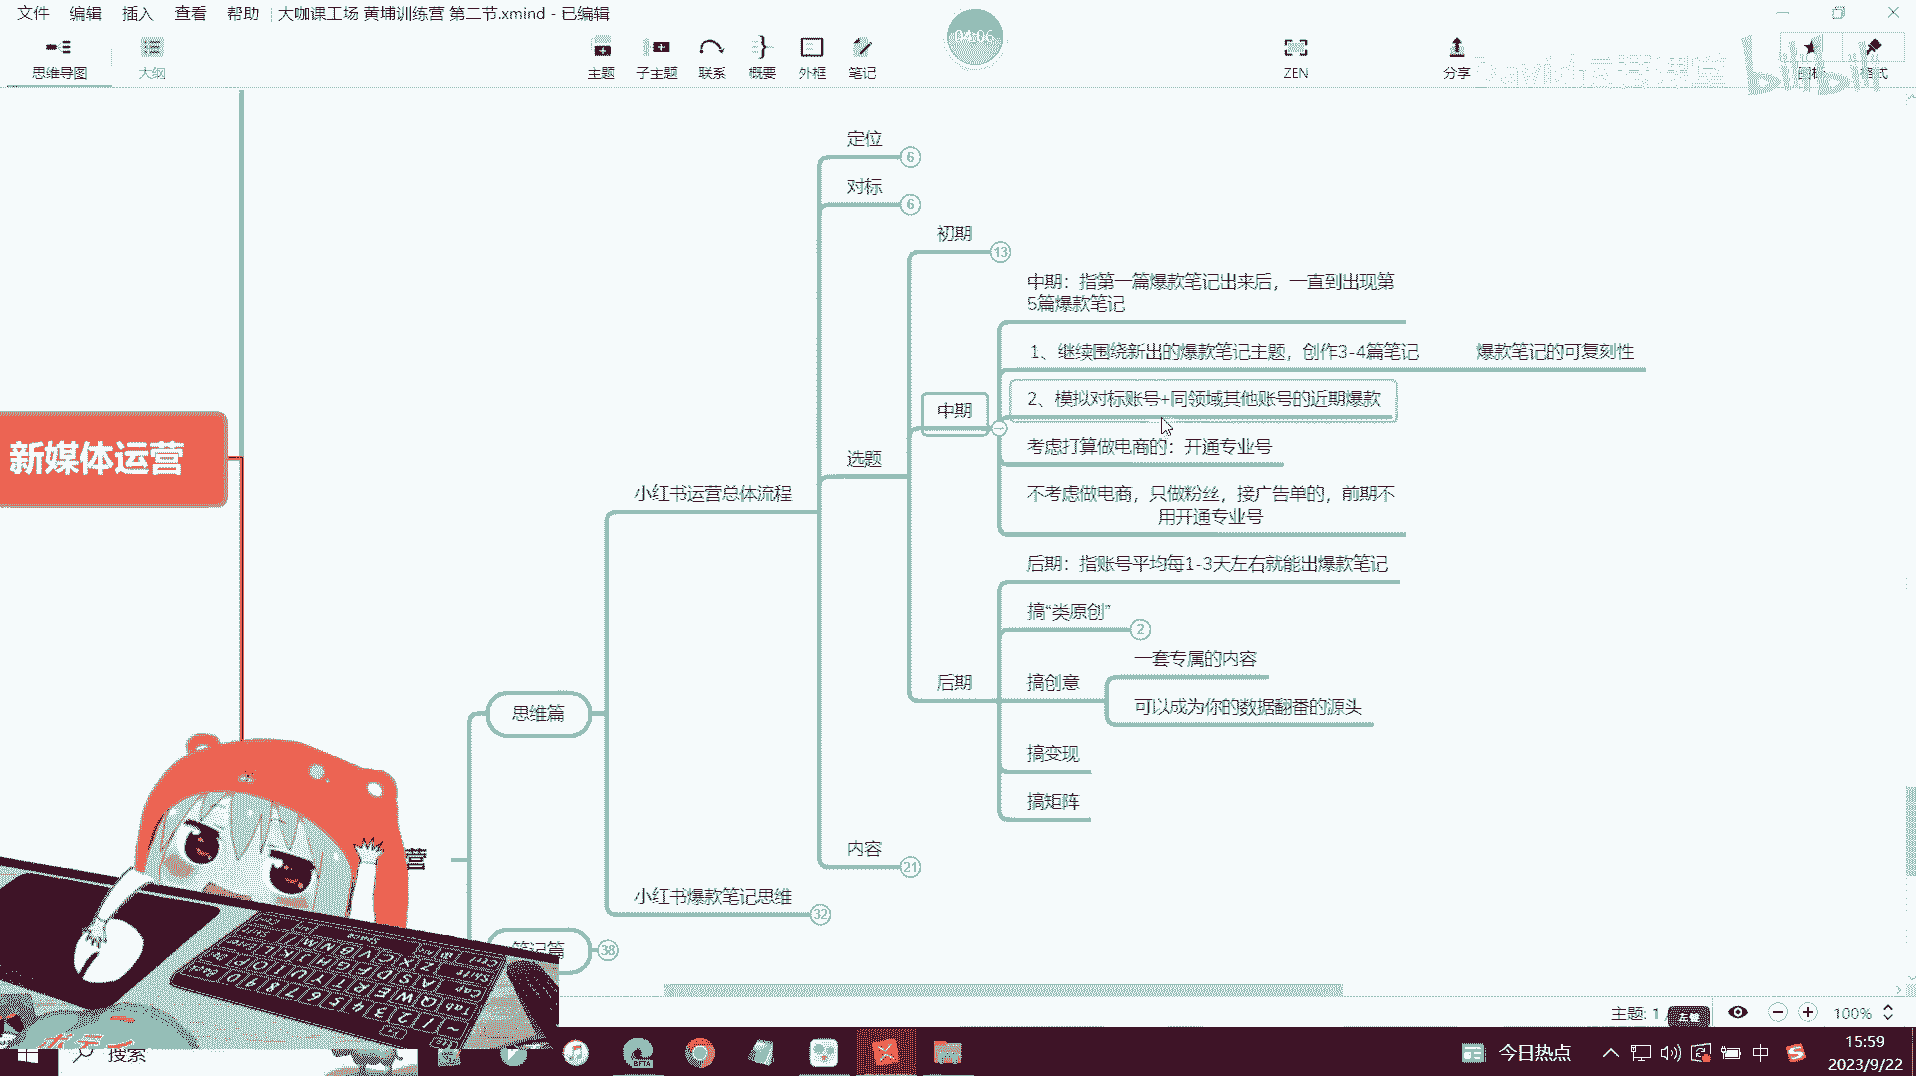 文件 编辑 插入 查看 帮助 大咖课工场 黄埔训练营 第二节.xmind - 已编辑
04:06
思维导图 大纲 主题 子主题 联系 概要 外框 笔记 ZEN 分享
bilibili
定位 6
对标 6
初期 13
中期：指第一篇爆款笔记出来后，一直到出现第
5篇爆款笔记
1、继续围绕新出的爆款笔记主题，创作3-4篇笔记 爆款笔记的可复刻性
2、模拟对标账号+同领域其他账号的近期爆款
中期
考虑打算做电商的：开通专业号
新媒体运营
选题
小红书运营总体流程
不考虑做电商，只做粉丝，接广告单的，前期不
用开通专业号
后期：指账号平均每1-3天左右就能出爆款笔记
搞“类原创” 2
一套专属的内容
后期 搞创意
可以成为你的数据翻番的源头
思维篇
搞变现
搞矩阵
内容 21
营
小红书爆款笔记思维 32
笔记篇 38
主题: 1
左键
100%
搜索
今日热点
中
15:59
2023/9/22